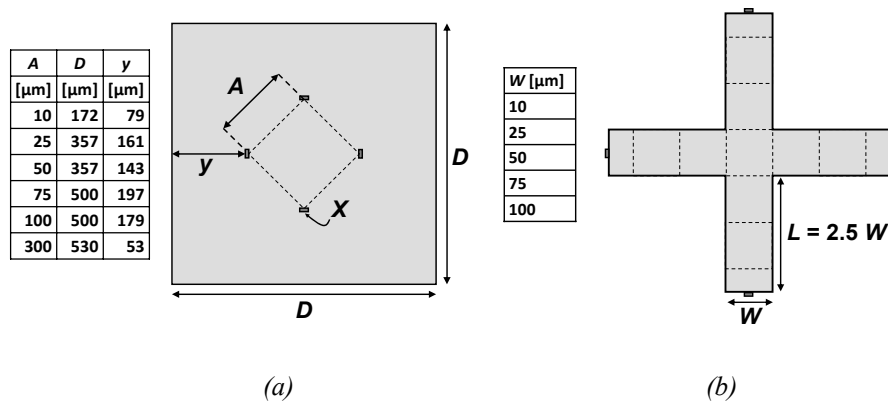 A D y
[µm] [µm] [µm]
10 172 79
25 357 161
50 357 143
75 500 197
100 500 179
300 530 53
A
y
X
D
D
(a)
W [µm]
10
25
50
75
100
L = 2.5 W
W
(b)